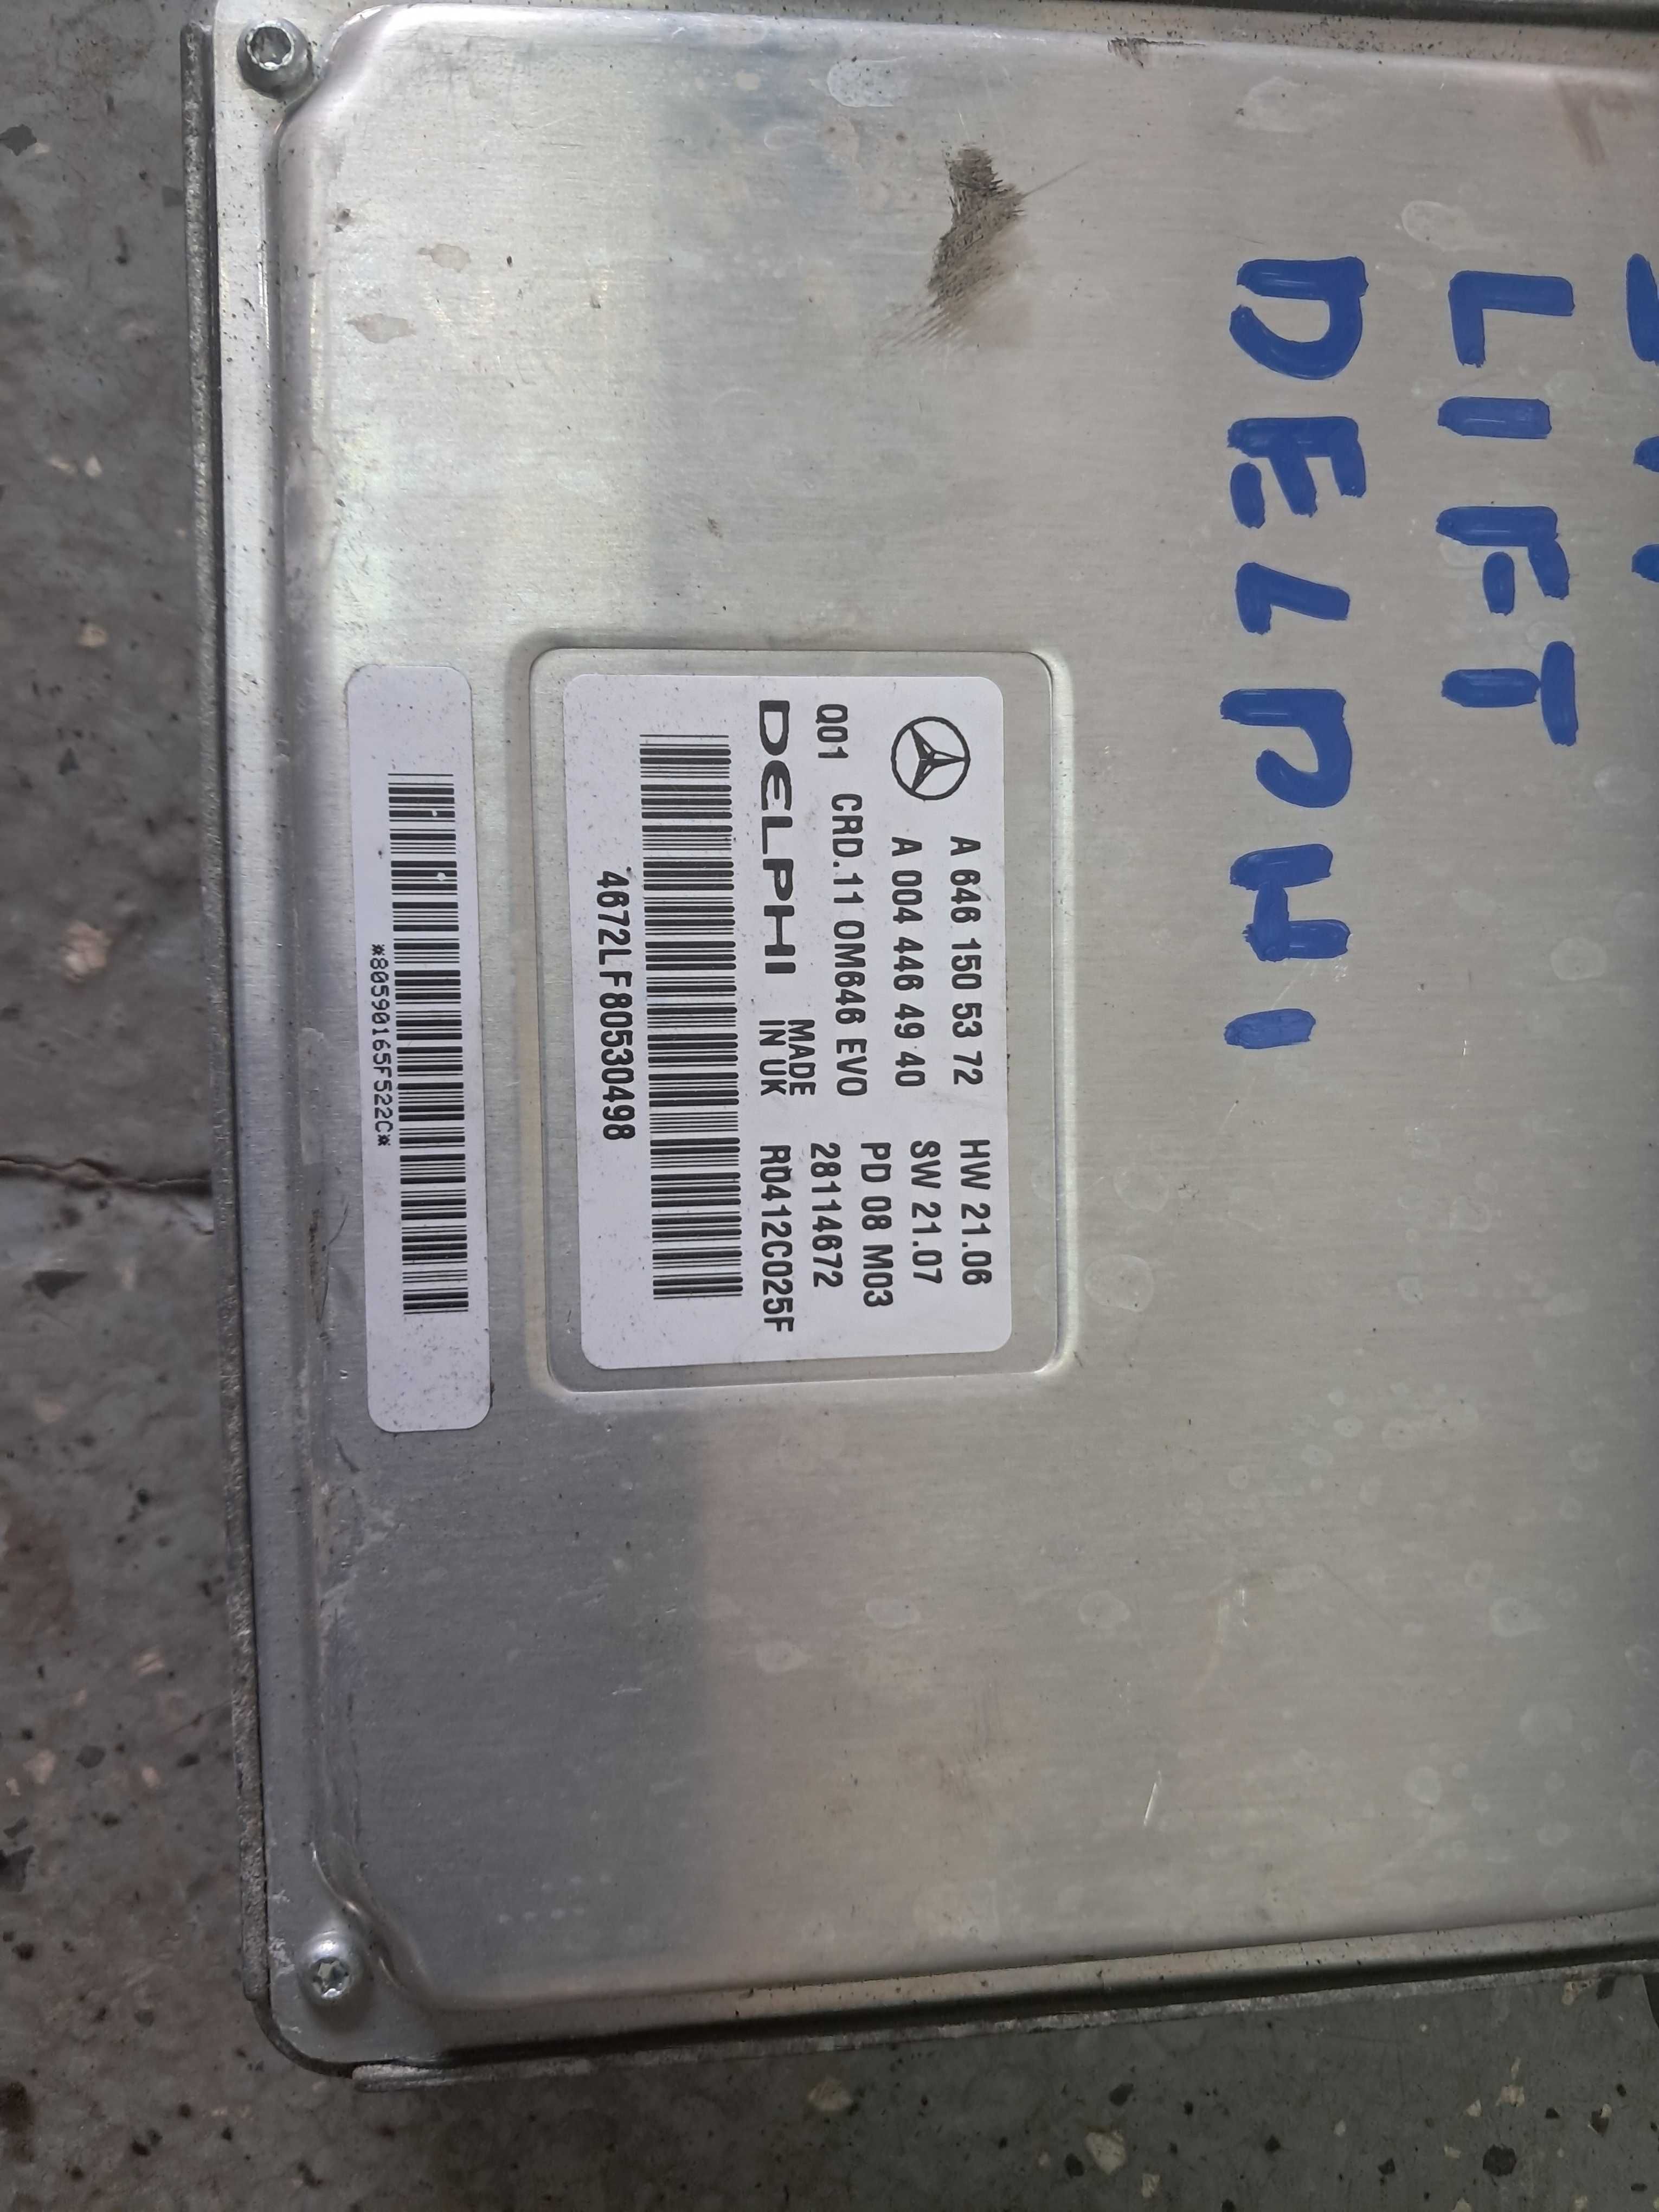 LIFT
DELPHI
A 646 150 53 72 HW 21.06
A 004 446 49 40 SW 21.07
Q01 CRD.11 OM646 EVO PD 08 M03
DELPHI MADE IN UK 28114672
R0412C025F
4672LF80530498
*80590165F522C*